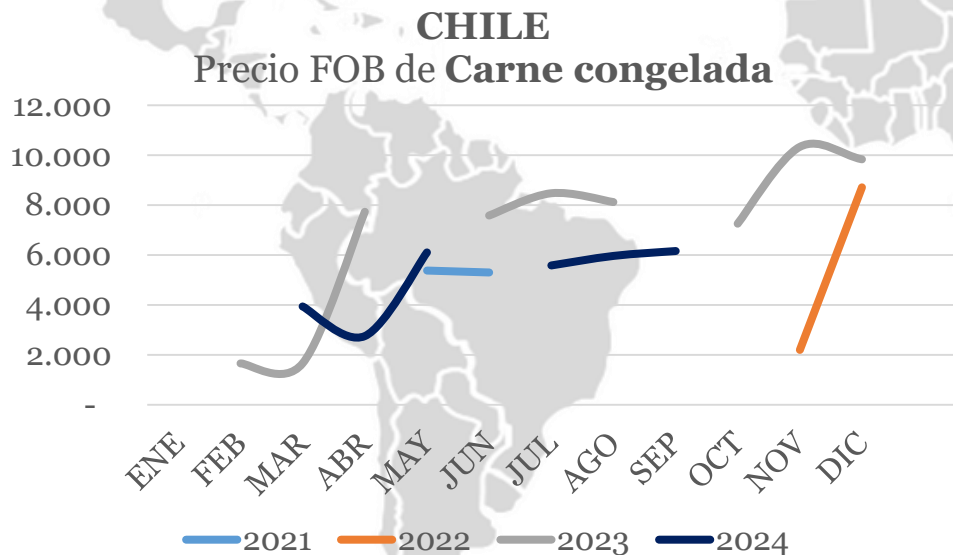 CHILE
Precio FOB de Carne congelada
12.000
10.000
8.000
6.000
4.000
2.000
-
ENE FEB MAR ABR MAY JUN JUL AGO SEP OCT NOV DIC
2021 2022 2023 2024